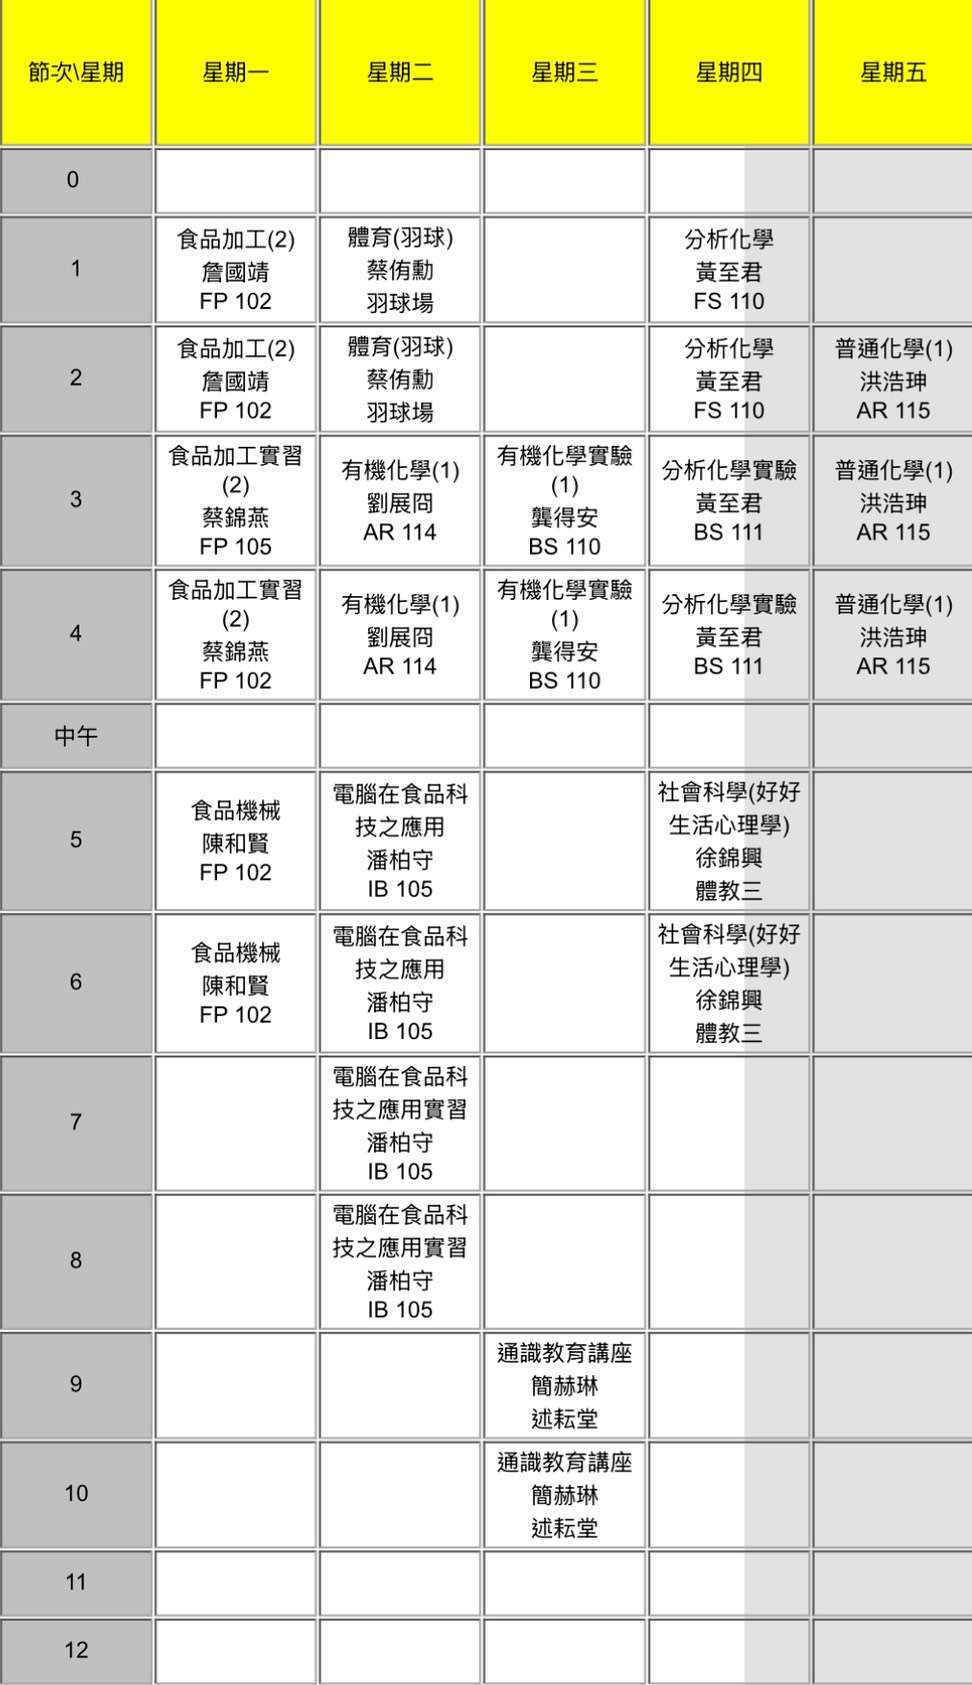 節次\星期
星期一
星期二
星期三
星期四
星期五
0
1
食品加工(2)
詹國靖
FP 102
體育(羽球)
蔡侑勳
羽球場
分析化學
黃至君
FS 110
2
食品加工(2)
詹國靖
FP 102
體育(羽球)
蔡侑勳
羽球場
分析化學
黃至君
FS 110
普通化學(1)
洪浩珅
AR 115
3
食品加工實習
(2)
蔡錦燕
FP 105
有機化學(1)
劉展冏
AR 114
有機化學實驗
(1)
龔得安
BS 110
分析化學實驗
黃至君
BS 111
普通化學(1)
洪浩珅
AR 115
4
食品加工實習
(2)
蔡錦燕
FP 102
有機化學(1)
劉展冏
AR 114
有機化學實驗
(1)
龔得安
BS 110
分析化學實驗
黃至君
BS 111
普通化學(1)
洪浩珅
AR 115
中午
5
食品機械
陳和賢
FP 102
電腦在食品科
技之應用
潘柏守
IB 105
社會科學(好好
生活心理學)
徐錦興
體教三
6
食品機械
陳和賢
FP 102
電腦在食品科
技之應用
潘柏守
IB 105
社會科學(好好
生活心理學)
徐錦興
體教三
7
電腦在食品科
技之應用實習
潘柏守
IB 105
8
電腦在食品科
技之應用實習
潘柏守
IB 105
9
通識教育講座
簡赫琳
述耘堂
10
通識教育講座
簡赫琳
述耘堂
11
12